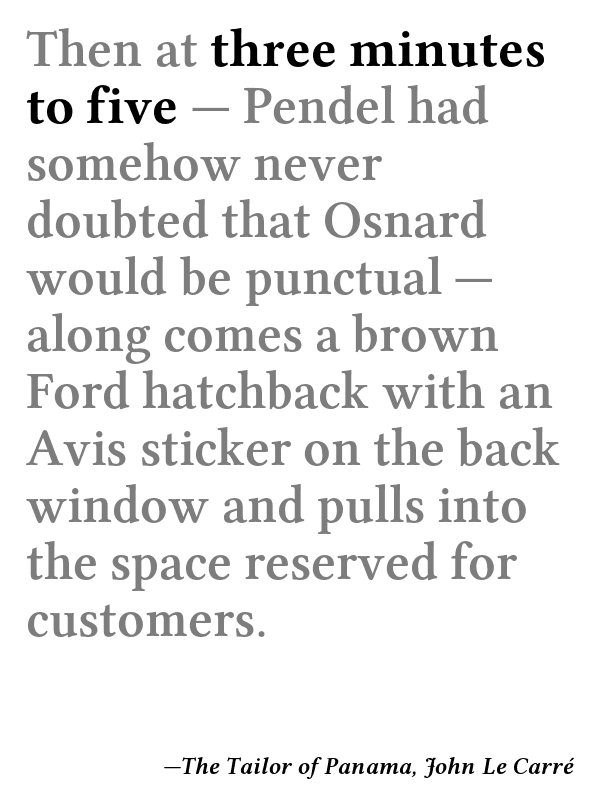 Then at three minutes
to five — Pendel had
somehow never
doubted that Osnard
would be punctual —
along comes a brown
Ford hatchback with an
Avis sticker on the back
window and pulls into
the space reserved for
customers.
—The Tailor of Panama, John Le Carré